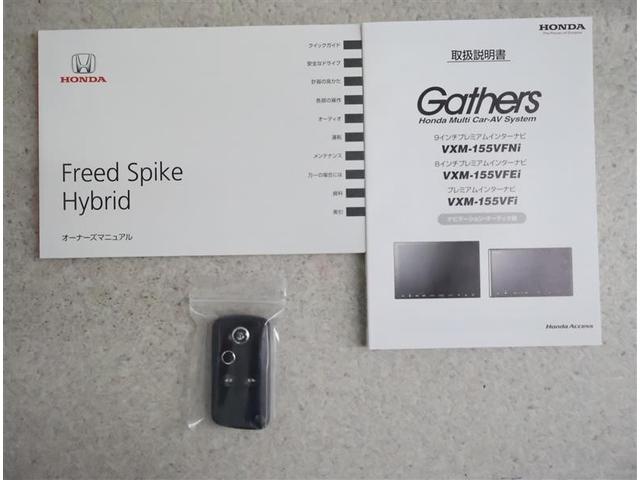 HONDA
Freed Spike
Hybrid
オーナーズマニュアル
クイックガイド
安全なドライブ
計器の見かた
各部の操作
オーディオ
運転
メンテナンス
万一の場合には
資料
索引
HONDA
The Power of Dreams
取扱説明書
Gathers
Honda Multi Car-AV System
9インチプレミアムインターナビ
VXM-155VFNi
8インチプレミアムインターナビ
VXM-155VFEi
プレミアムインターナビ
VXM-155VFi
ナビゲーション・オーディオ編
Honda Access